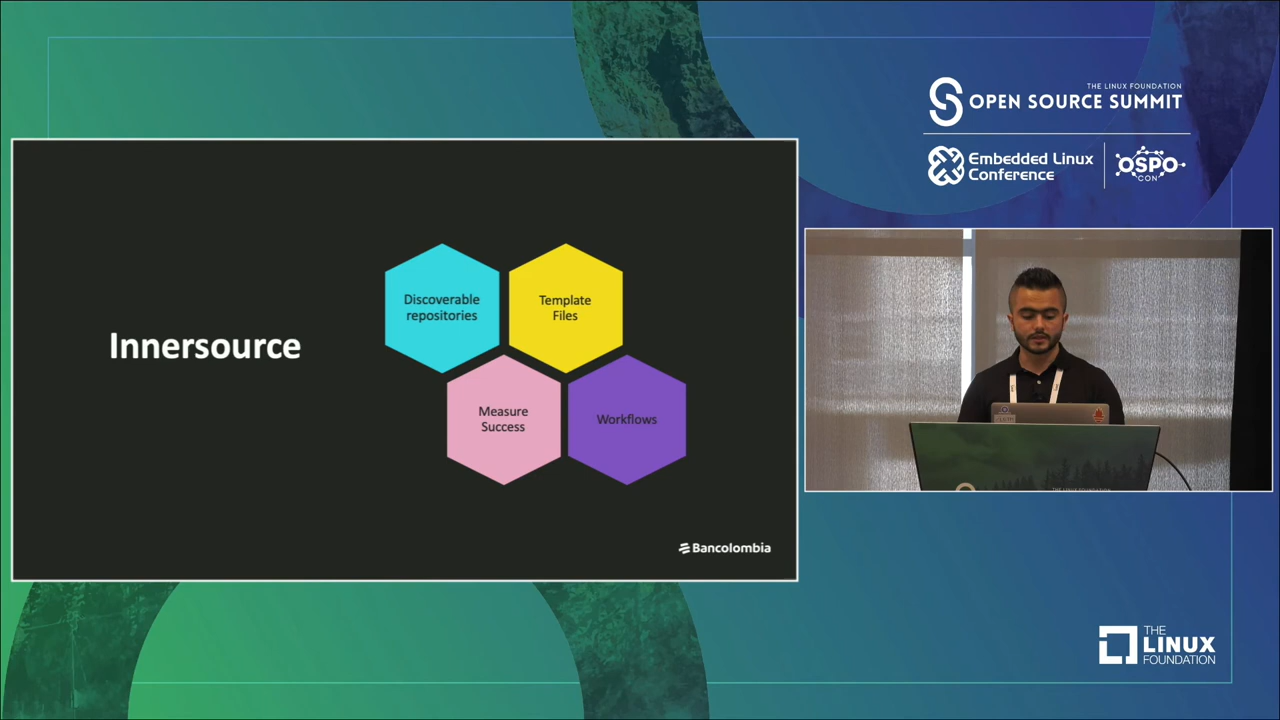 THE LINUX FOUNDATION
OPEN SOURCE SUMMIT
Embedded Linux
Conference
OSPO
CON
Innersource
Discoverable
repositories
Template
Files
Measure
Success
Workflows
Bancolombia
THE
LINUX
FOUNDATION